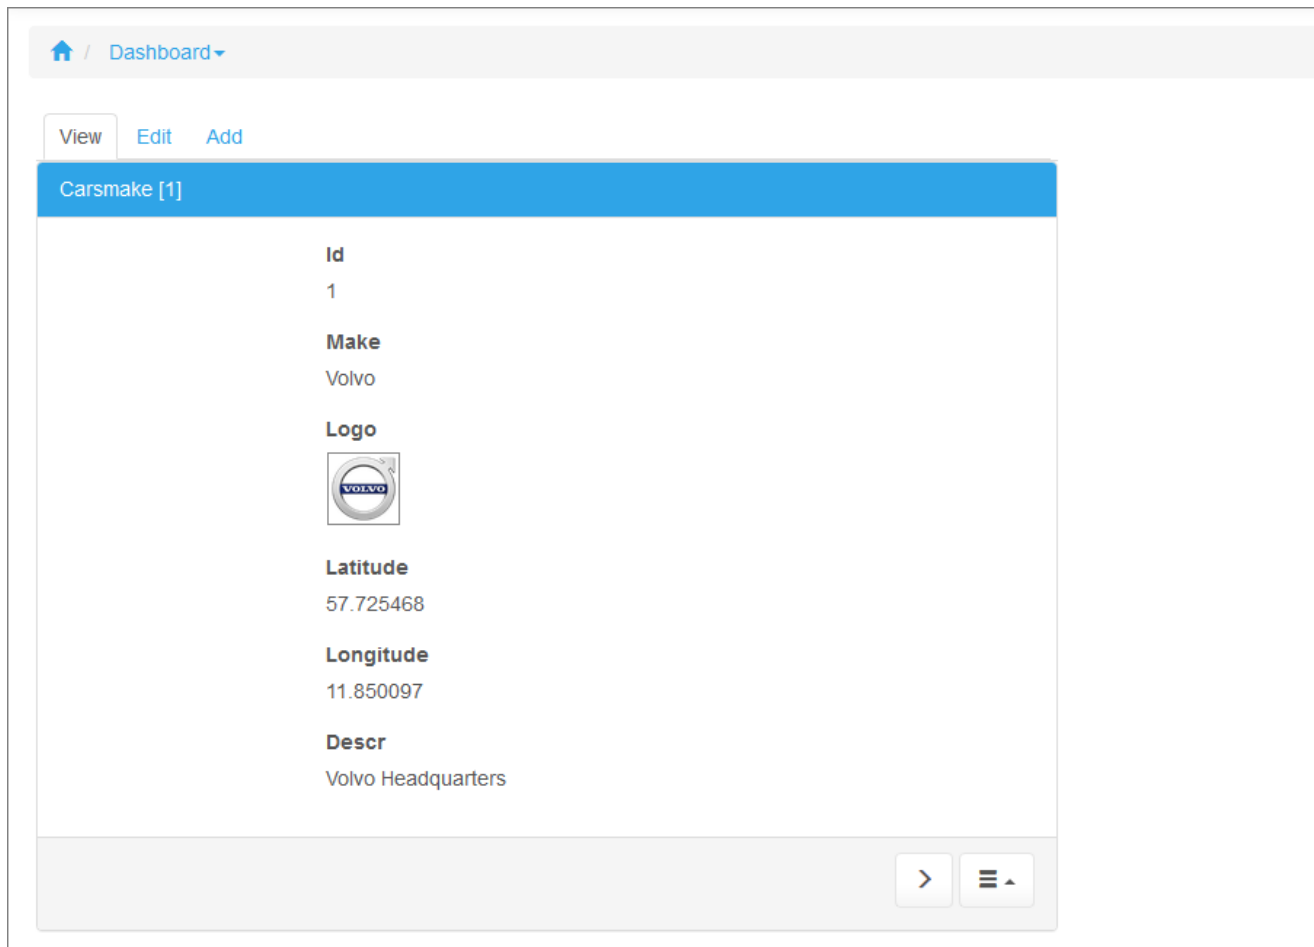 / Dashboard
View Edit Add
Carsmake [1]
Id
1
Make
Volvo
Logo
VOLVO
Latitude
57.725468
Longitude
11.850097
Descr
Volvo Headquarters